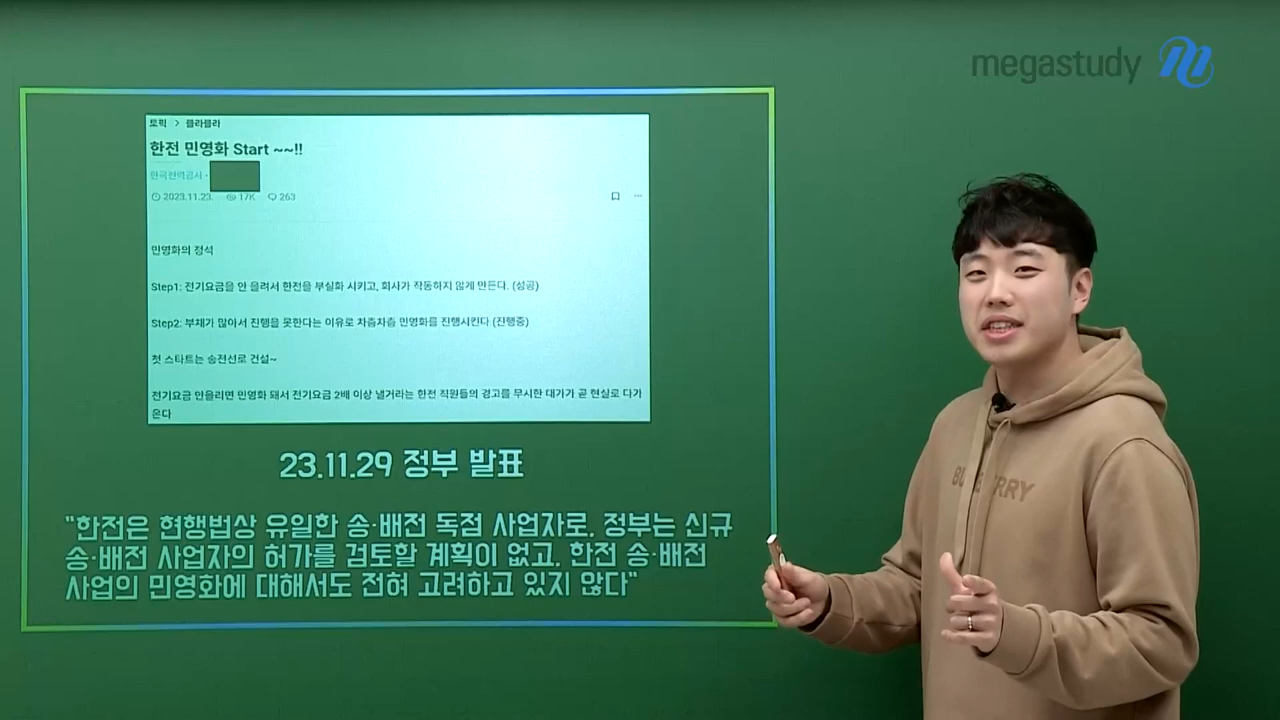 megastudy
토픽 > 블라블라
한전 민영화 Start ~~!!
한국전력공사 ·
2023.11.23. 17K 263
민영화의 정석
Step1: 전기요금을 안 올려서 한전을 부실화 시키고, 회사가 작동하지 않게 만든다. (성공)
Step2: 부채가 많아서 진행을 못한다는 이유로 차츰차츰 민영화를 진행시킨다 (진행중)
첫 스타트는 송전선로 건설~
전기요금 안올리면 민영화 돼서 전기요금 2배 이상 낼거라는 한전 직원들의 경고를 무시한 대가가 곧 현실로 다가
온다
23.11.29 정부 발표
"한전은 현행법상 유일한 송·배전 독점 사업자로, 정부는 신규
송·배전 사업자의 허가를 검토할 계획이 없고, 한전 송·배전
사업의 민영화에 대해서도 전혀 고려하고 있지 않다"